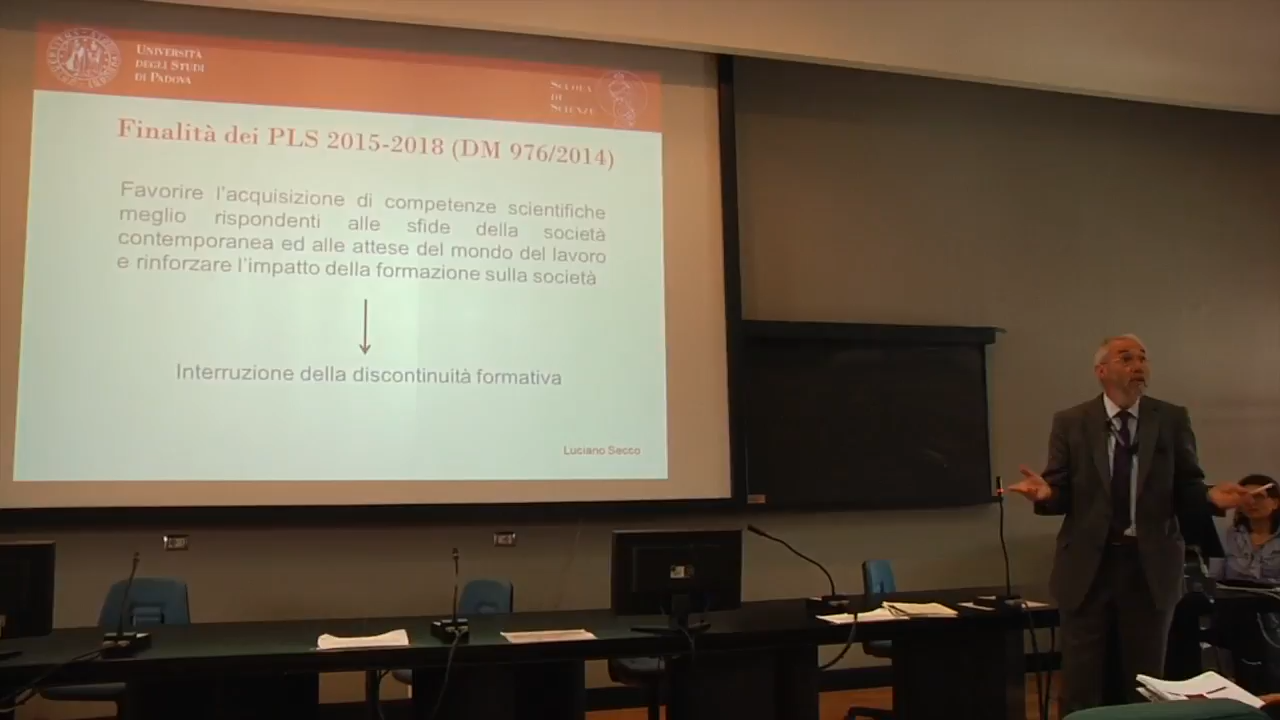 UNIVERSITÀ
DEGLI STUDI
DI PADOVA
SCUOLA
DI
SCIENZE
Finalità dei PLS 2015-2018 (DM 976/2014)
Favorire l'acquisizione di competenze scientifiche
meglio rispondenti alle sfide della società
contemporanea ed alle attese del mondo del lavoro
e rinforzare l'impatto della formazione sulla società
Interruzione della discontinuità formativa
Luciano Secco